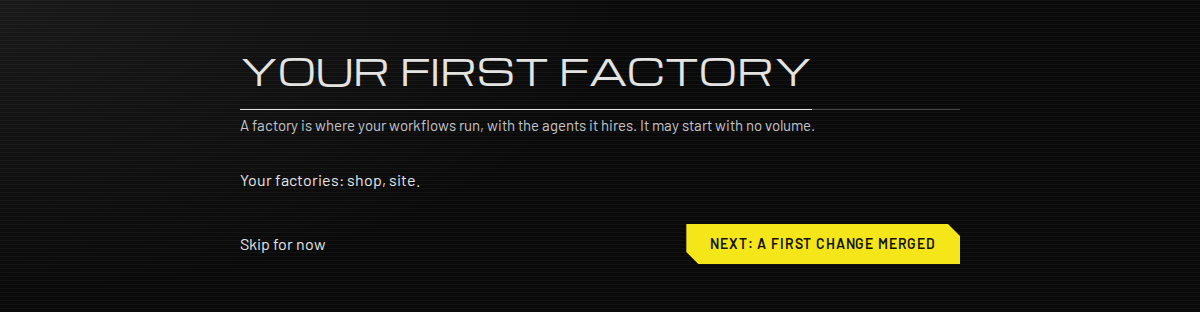 YOUR FIRST FACTORY
A factory is where your workflows run, with the agents it hires. It may start with no volume.
Your factories: shop, site.
Skip for now
NEXT: A FIRST CHANGE MERGED